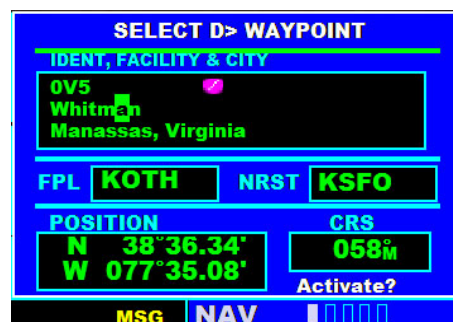 SELECT D> WAYPOINT
IDENT, FACILITY & CITY
0V5
Whitman
Manassas, Virginia
FPL KOTH NRST KSFO
POSITION CRS
N 38°36.34' 058°M
W 077°35.08'
Activate?
MSG NAV